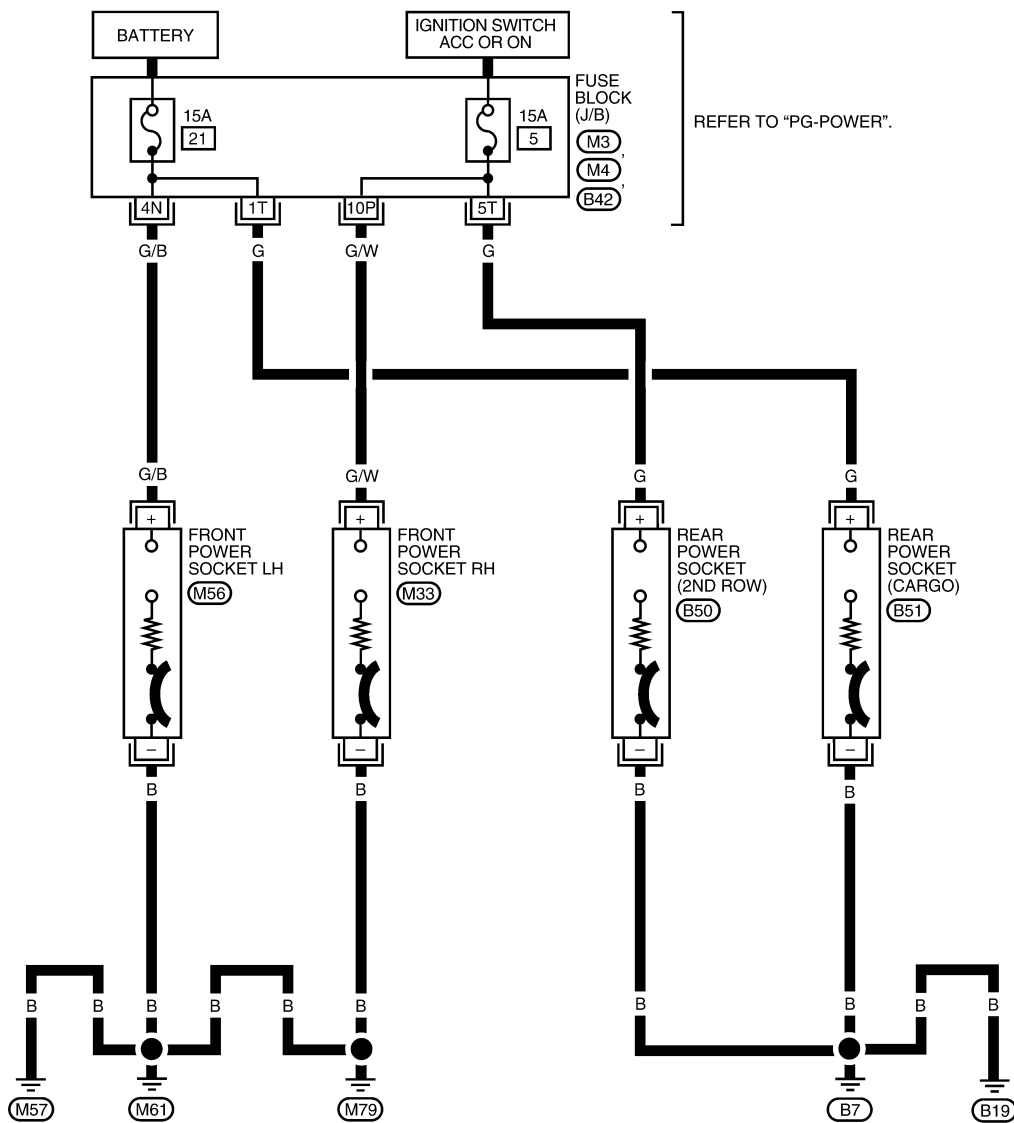 BATTERY
IGNITION SWITCH
ACC OR ON
15A
21
15A
5
FUSE
BLOCK
(J/B)
M3 ,
M4 ,
B42
REFER TO “PG-POWER”.
4N 1T 10P 5T
G/B G G/W G
G/B G/W G G
+ + + +
FRONT
POWER
SOCKET LH
M56
FRONT
POWER
SOCKET RH
M33
REAR
POWER
SOCKET
(2ND ROW)
B50
REAR
POWER
SOCKET
(CARGO)
B51
– – – –
B B B B
B B B B B B B B B B
M57 M61 M79 B7 B19